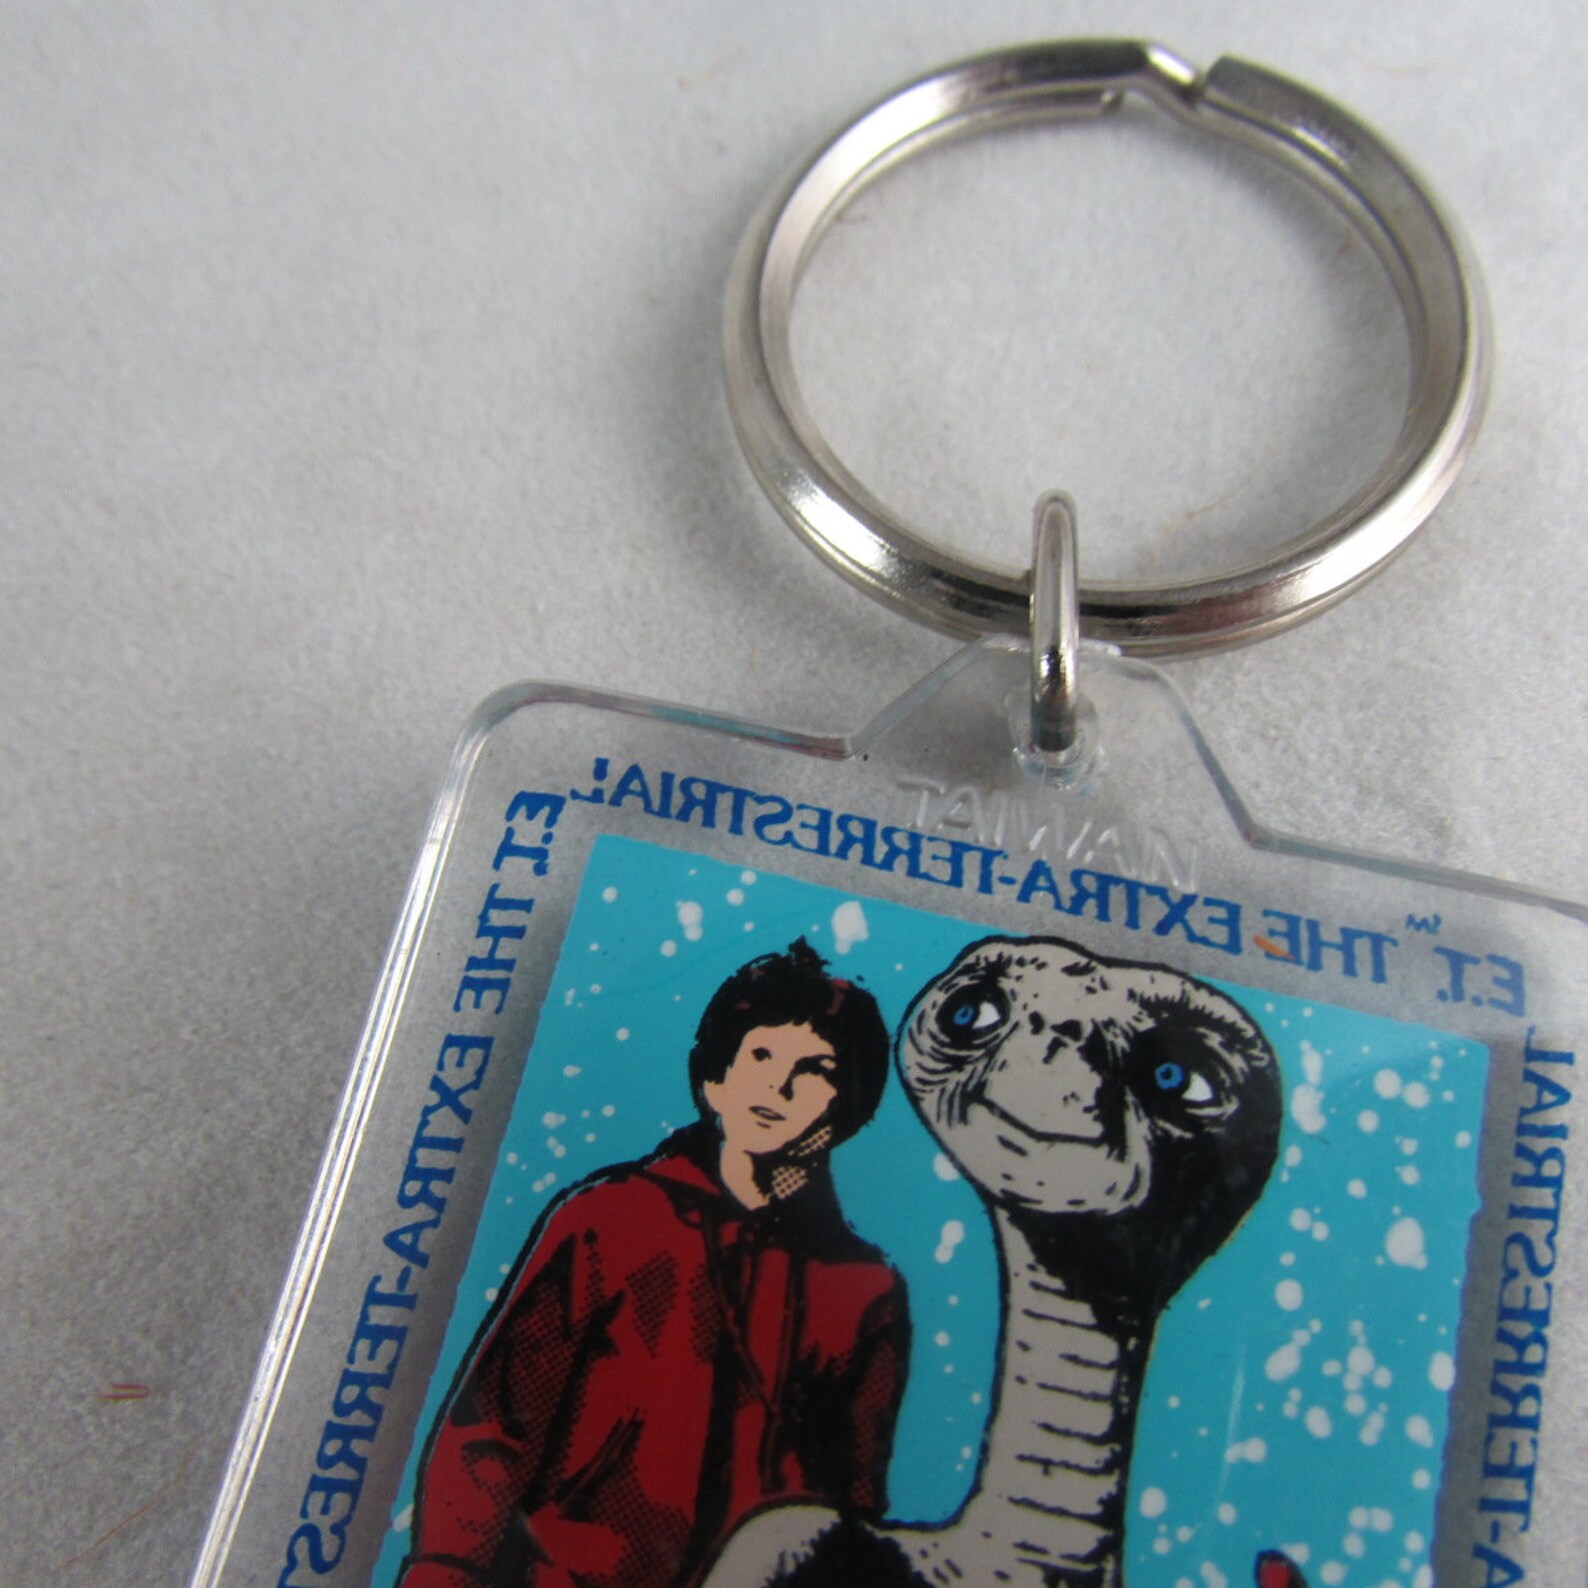 E.T.™ THE EXTRA-TERRESTRIAL
TAIWAN
E.T. THE EXTRA-TERRES
A-TERRESTRIAL